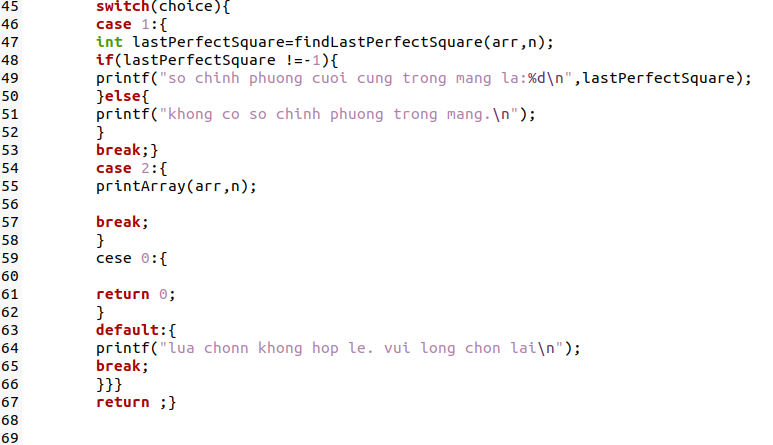 45 switch(choice){
46 case 1:{
47 int lastPerfectSquare=findLastPerfectSquare(arr,n);
48 if(lastPerfectSquare !=-1){
49 printf("so chinh phuong cuoi cung trong mang la:%d\n",lastPerfectSquare);
50 }else{
51 printf("khong co so chinh phuong trong mang.\n");
52 }
53 break;}
54 case 2:{
55 printArray(arr,n);
56
57 break;
58 }
59 cese 0:{
60
61 return 0;
62 }
63 default:{
64 printf("lua chonn khong hop le. vui long chon lai\n");
65 break;
66 }}}
67 return ;}
68
69